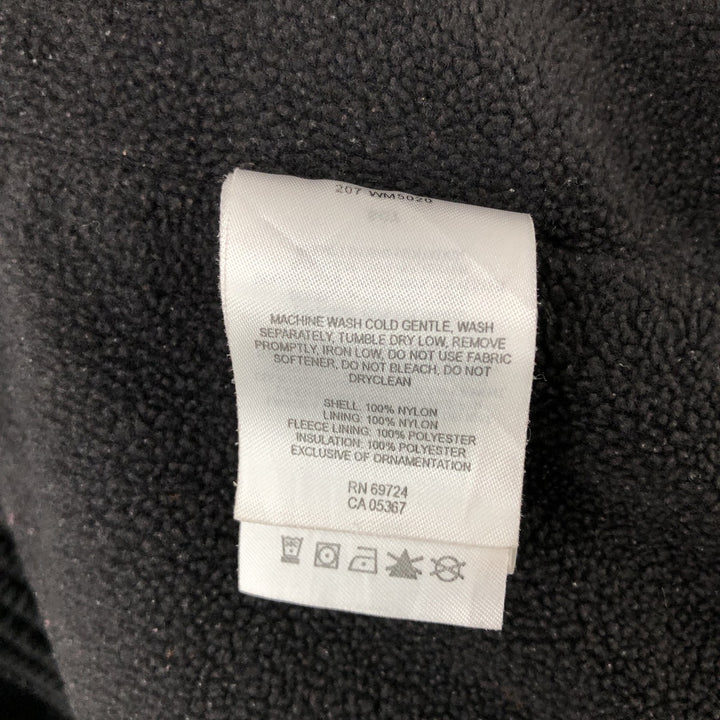 207 WM5020
MACHINE WASH COLD GENTLE, WASH
SEPARATELY, TUMBLE DRY LOW, REMOVE
PROMPTLY, IRON LOW, DO NOT USE FABRIC
SOFTENER, DO NOT BLEACH. DO NOT
DRYCLEAN
SHELL: 100% NYLON
LINING: 100% NYLON
FLEECE LINING: 100% POLYESTER
INSULATION: 100% POLYESTER
EXCLUSIVE OF ORNAMENTATION
RN 69724
CA 05367